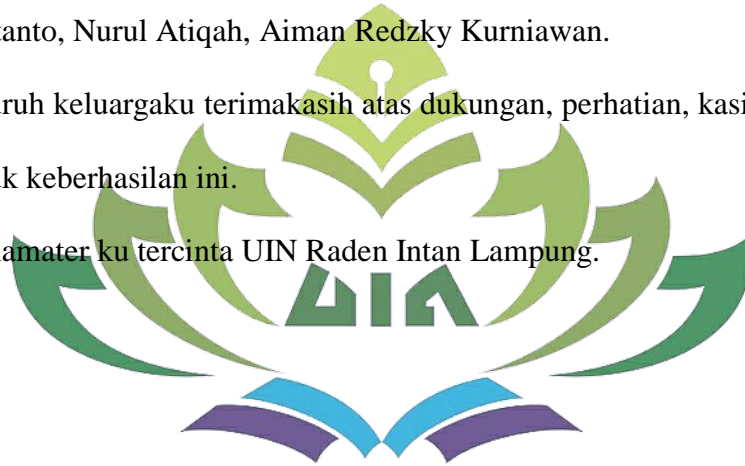 tanto, Nurul Atiqah, Aiman Redzky Kurniawan.
ruh keluargaku terimakasih atas dukungan, perhatian, kasi
k keberhasilan ini.
amater ku tercinta UIN Raden Intan Lampung.
UIN